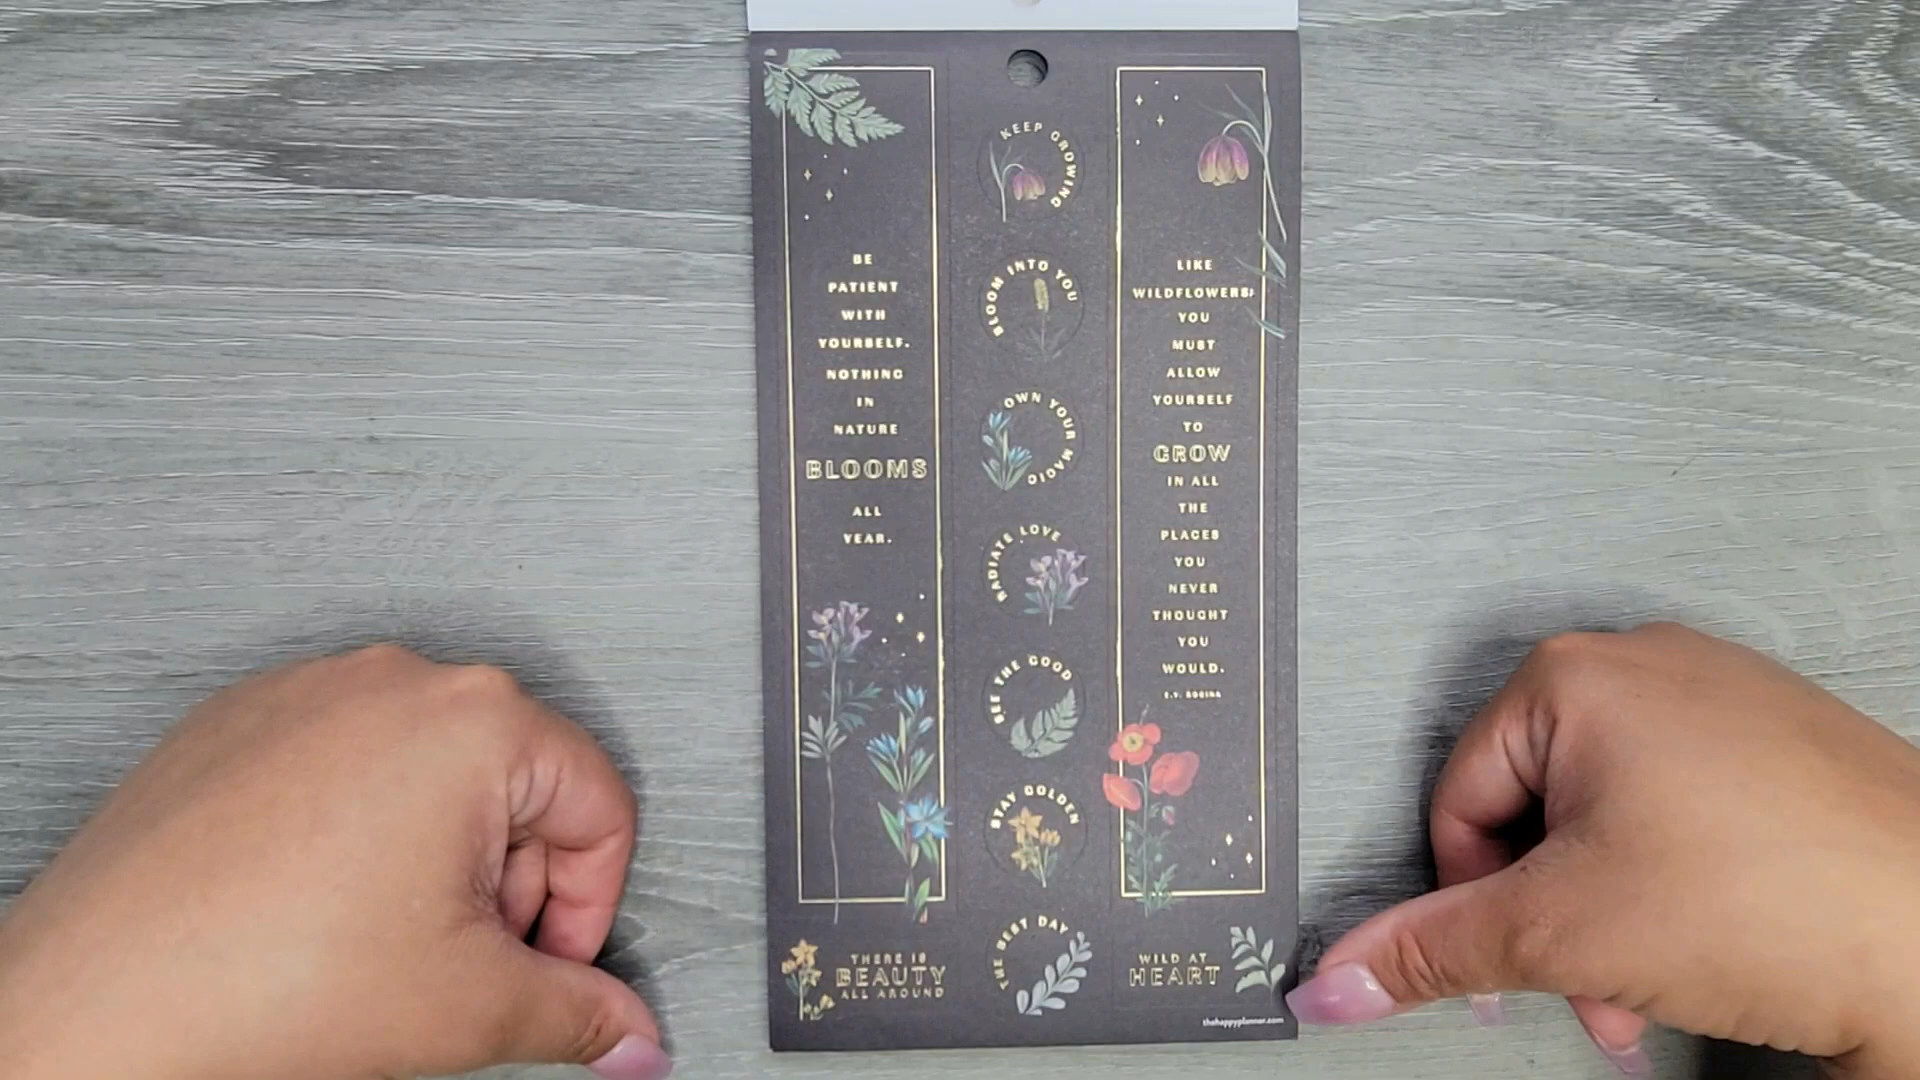 BE
PATIENT
WITH
YOURSELF.
NOTHING
IN
NATURE
BLOOMS
ALL
YEAR.
THERE IS
BEAUTY
ALL AROUND
KEEP GROWING
BLOOM INTO YOU
OWN YOUR MAGIC
RADIATE LOVE
SEE THE GOOD
STAY GOLDEN
THE BEST DAY
LIKE
WILDFLOWERS;
YOU
MUST
ALLOW
YOURSELF
TO
GROW
IN ALL
THE
PLACES
YOU
NEVER
THOUGHT
YOU
WOULD.
E.V. ROGINA
WILD AT
HEART
thehappyplanner.com